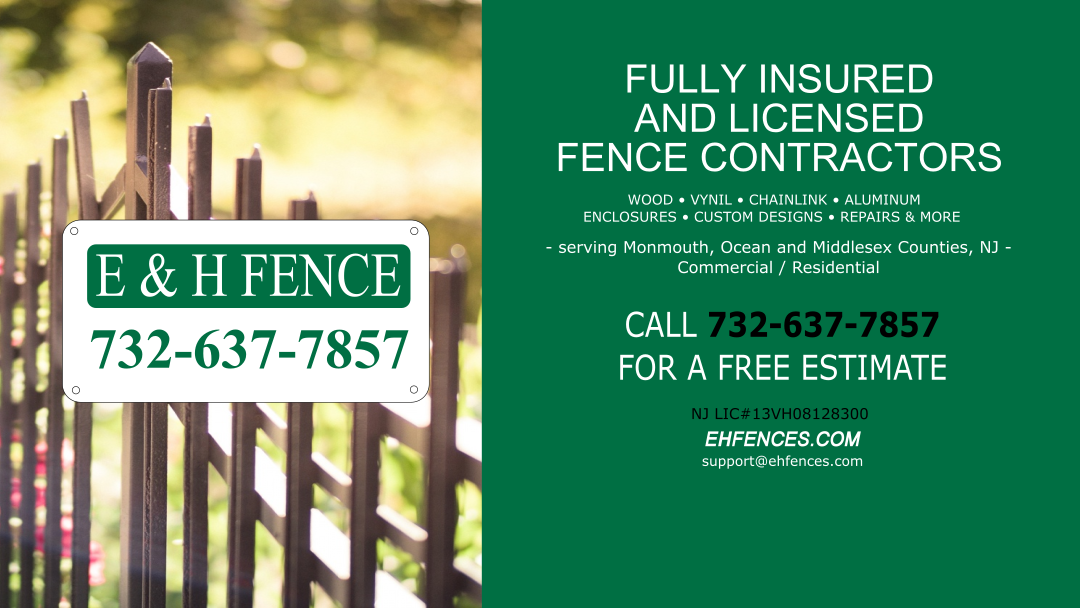 E & H FENCE
732-637-7857
FULLY INSURED
AND LICENSED
FENCE CONTRACTORS
WOOD • VYNIL • CHAINLINK • ALUMINUM
ENCLOSURES • CUSTOM DESIGNS • REPAIRS & MORE
- serving Monmouth, Ocean and Middlesex Counties, NJ -
Commercial / Residential
CALL 732-637-7857
FOR A FREE ESTIMATE
NJ LIC#13VH08128300
EHFENCES.COM
support@ehfences.com